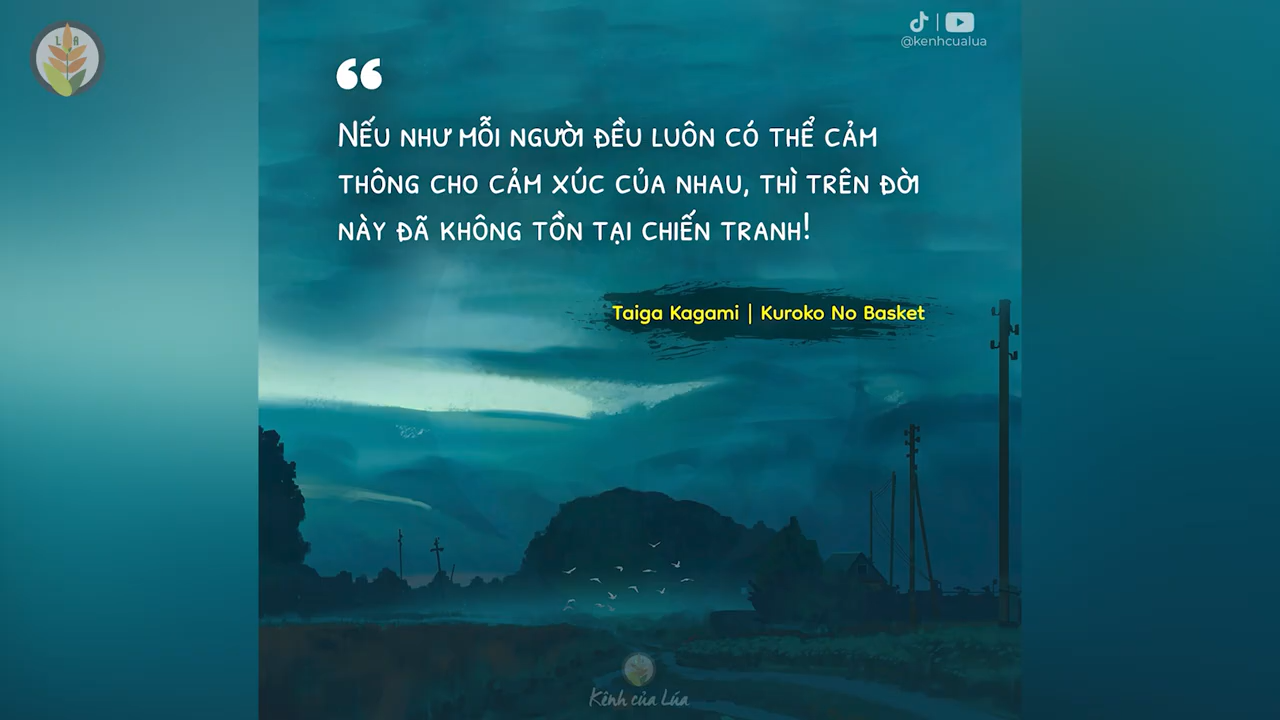 L A
@kenhcualua
❝
NẾU NHƯ MỖI NGƯỜI ĐỀU LUÔN CÓ THỂ CẢM
THÔNG CHO CẢM XÚC CỦA NHAU, THÌ TRÊN ĐỜI
NÀY ĐÃ KHÔNG TỒN TẠI CHIẾN TRANH!
Taiga Kagami | Kuroko No Basket
Kênh của Lúa